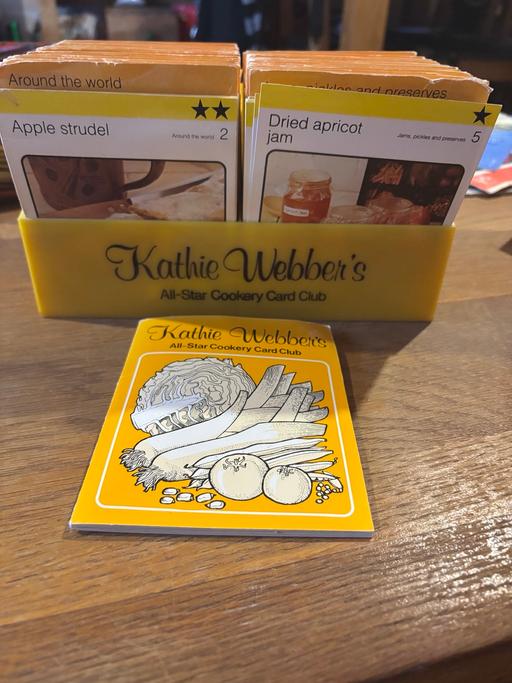 Around the world
pickles and preserves
Apple strudel
Around the world 2
Dried apricot
jam
Jams, pickles and preserves 5
Kathie Webber's
All-Star Cookery Card Club
Kathie Webber's
All-Star Cookery Card Club